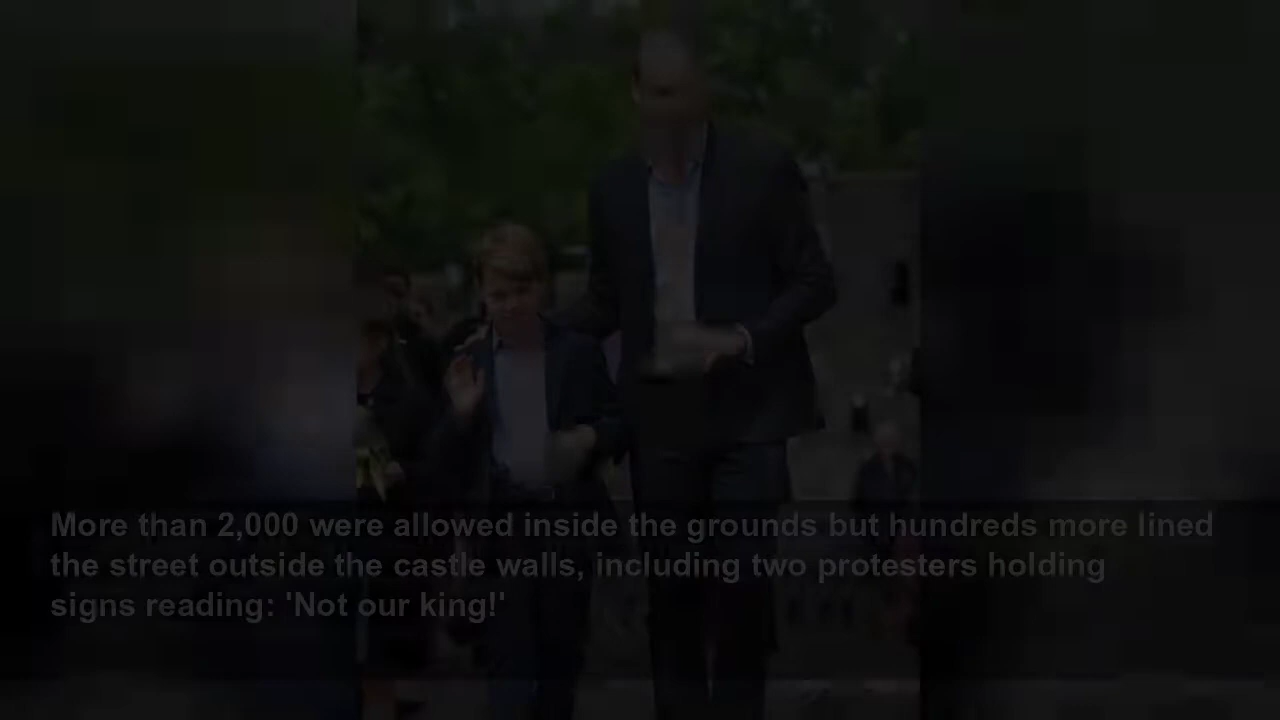 More than 2,000 were allowed inside the grounds but hundreds more lined
the street outside the castle walls, including two protesters holding
signs reading: 'Not our king!'